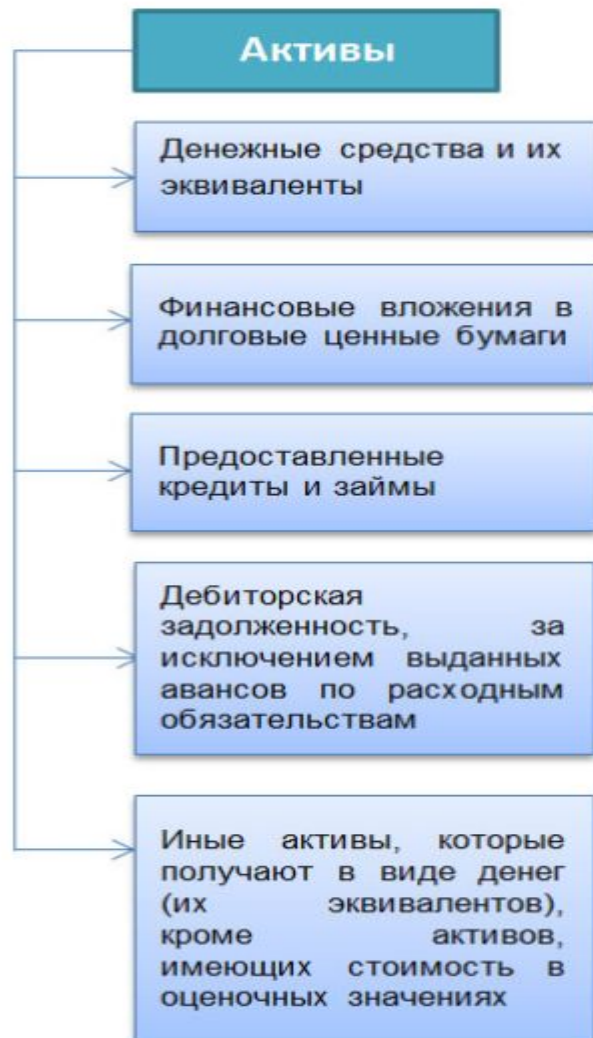 Активы
Денежные средства и их
эквиваленты
Финансовые вложения в
долговые ценные бумаги
Предоставленные
кредиты и займы
Дебиторская
задолженность, за
исключением выданных
авансов по расходным
обязательствам
Иные активы, которые
получают в виде денег
(их эквивалентов),
кроме активов,
имеющих стоимость в
оценочных значениях